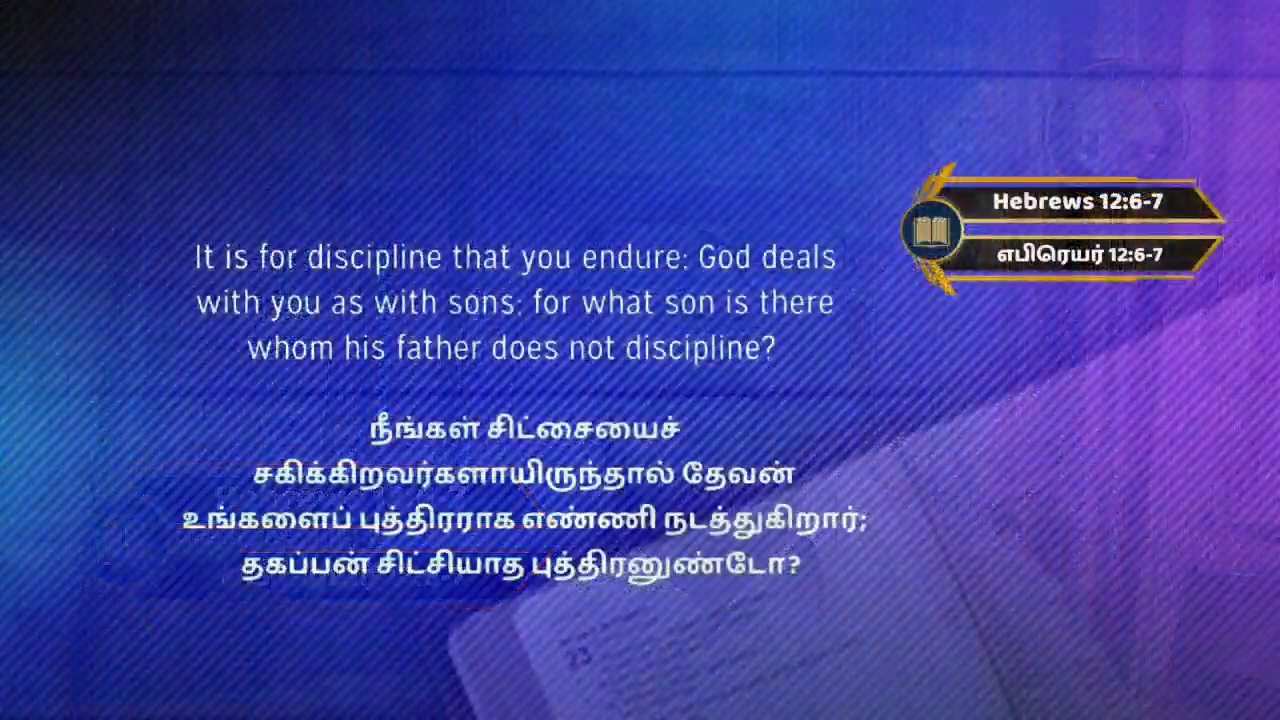 Hebrews 12:6-7
எபிரெயர் 12:6-7
It is for discipline that you endure; God deals
with you as with sons; for what son is there
whom his father does not discipline?
நீங்கள் சிட்சையைச்
சகிக்கிறவர்களாயிருந்தால் தேவன்
உங்களைப் புத்திரராக எண்ணி நடத்துகிறார்;
தகப்பன் சிட்சியாத புத்திரனுண்டோ?
23